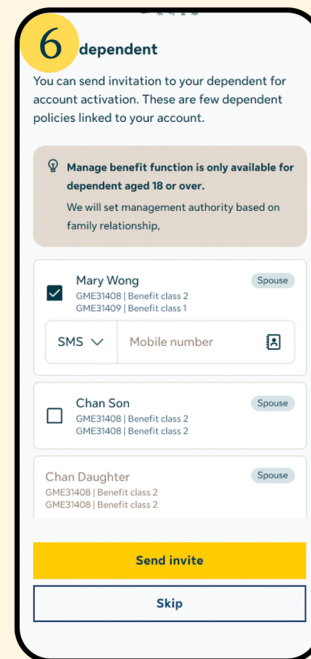 6
dependent
You can send invitation to your dependent for
account activation. These are few dependent
policies linked to your account.
Manage benefit function is only available for
dependent aged 18 or over.
We will set management authority based on
family relationship,
Mary Wong Spouse
GME31408 | Benefit class 2
GME31409 | Benefit class 1
SMS Mobile number
Chan Son Spouse
GME31408 | Benefit class 2
GME31408 | Benefit class 2
Chan Daughter Spouse
GME31408 | Benefit class 2
GME31408 | Benefit class 2
Send invite
Skip